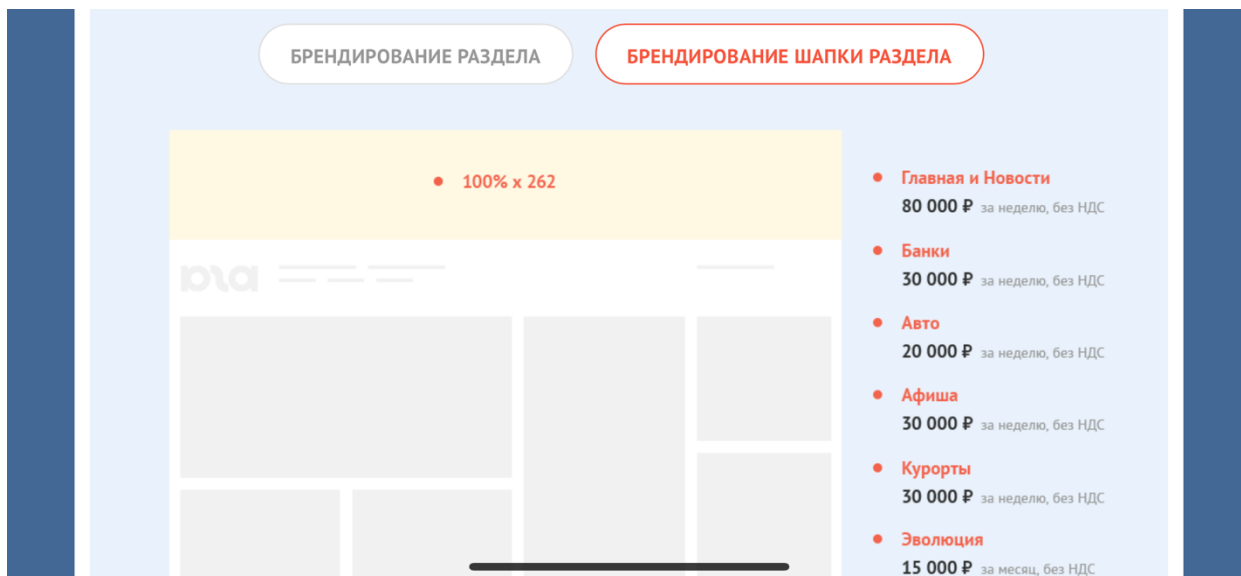 БРЕНДИРОВАНИЕ РАЗДЕЛА
БРЕНДИРОВАНИЕ ШАПКИ РАЗДЕЛА
100% x 262
Главная и Новости
80 000 ₽ за неделю, без НДС
Банки
30 000 ₽ за неделю, без НДС
Авто
20 000 ₽ за неделю, без НДС
Афиша
30 000 ₽ за неделю, без НДС
Курорты
30 000 ₽ за неделю, без НДС
Эволюция
15 000 ₽ за месяц, без НДС